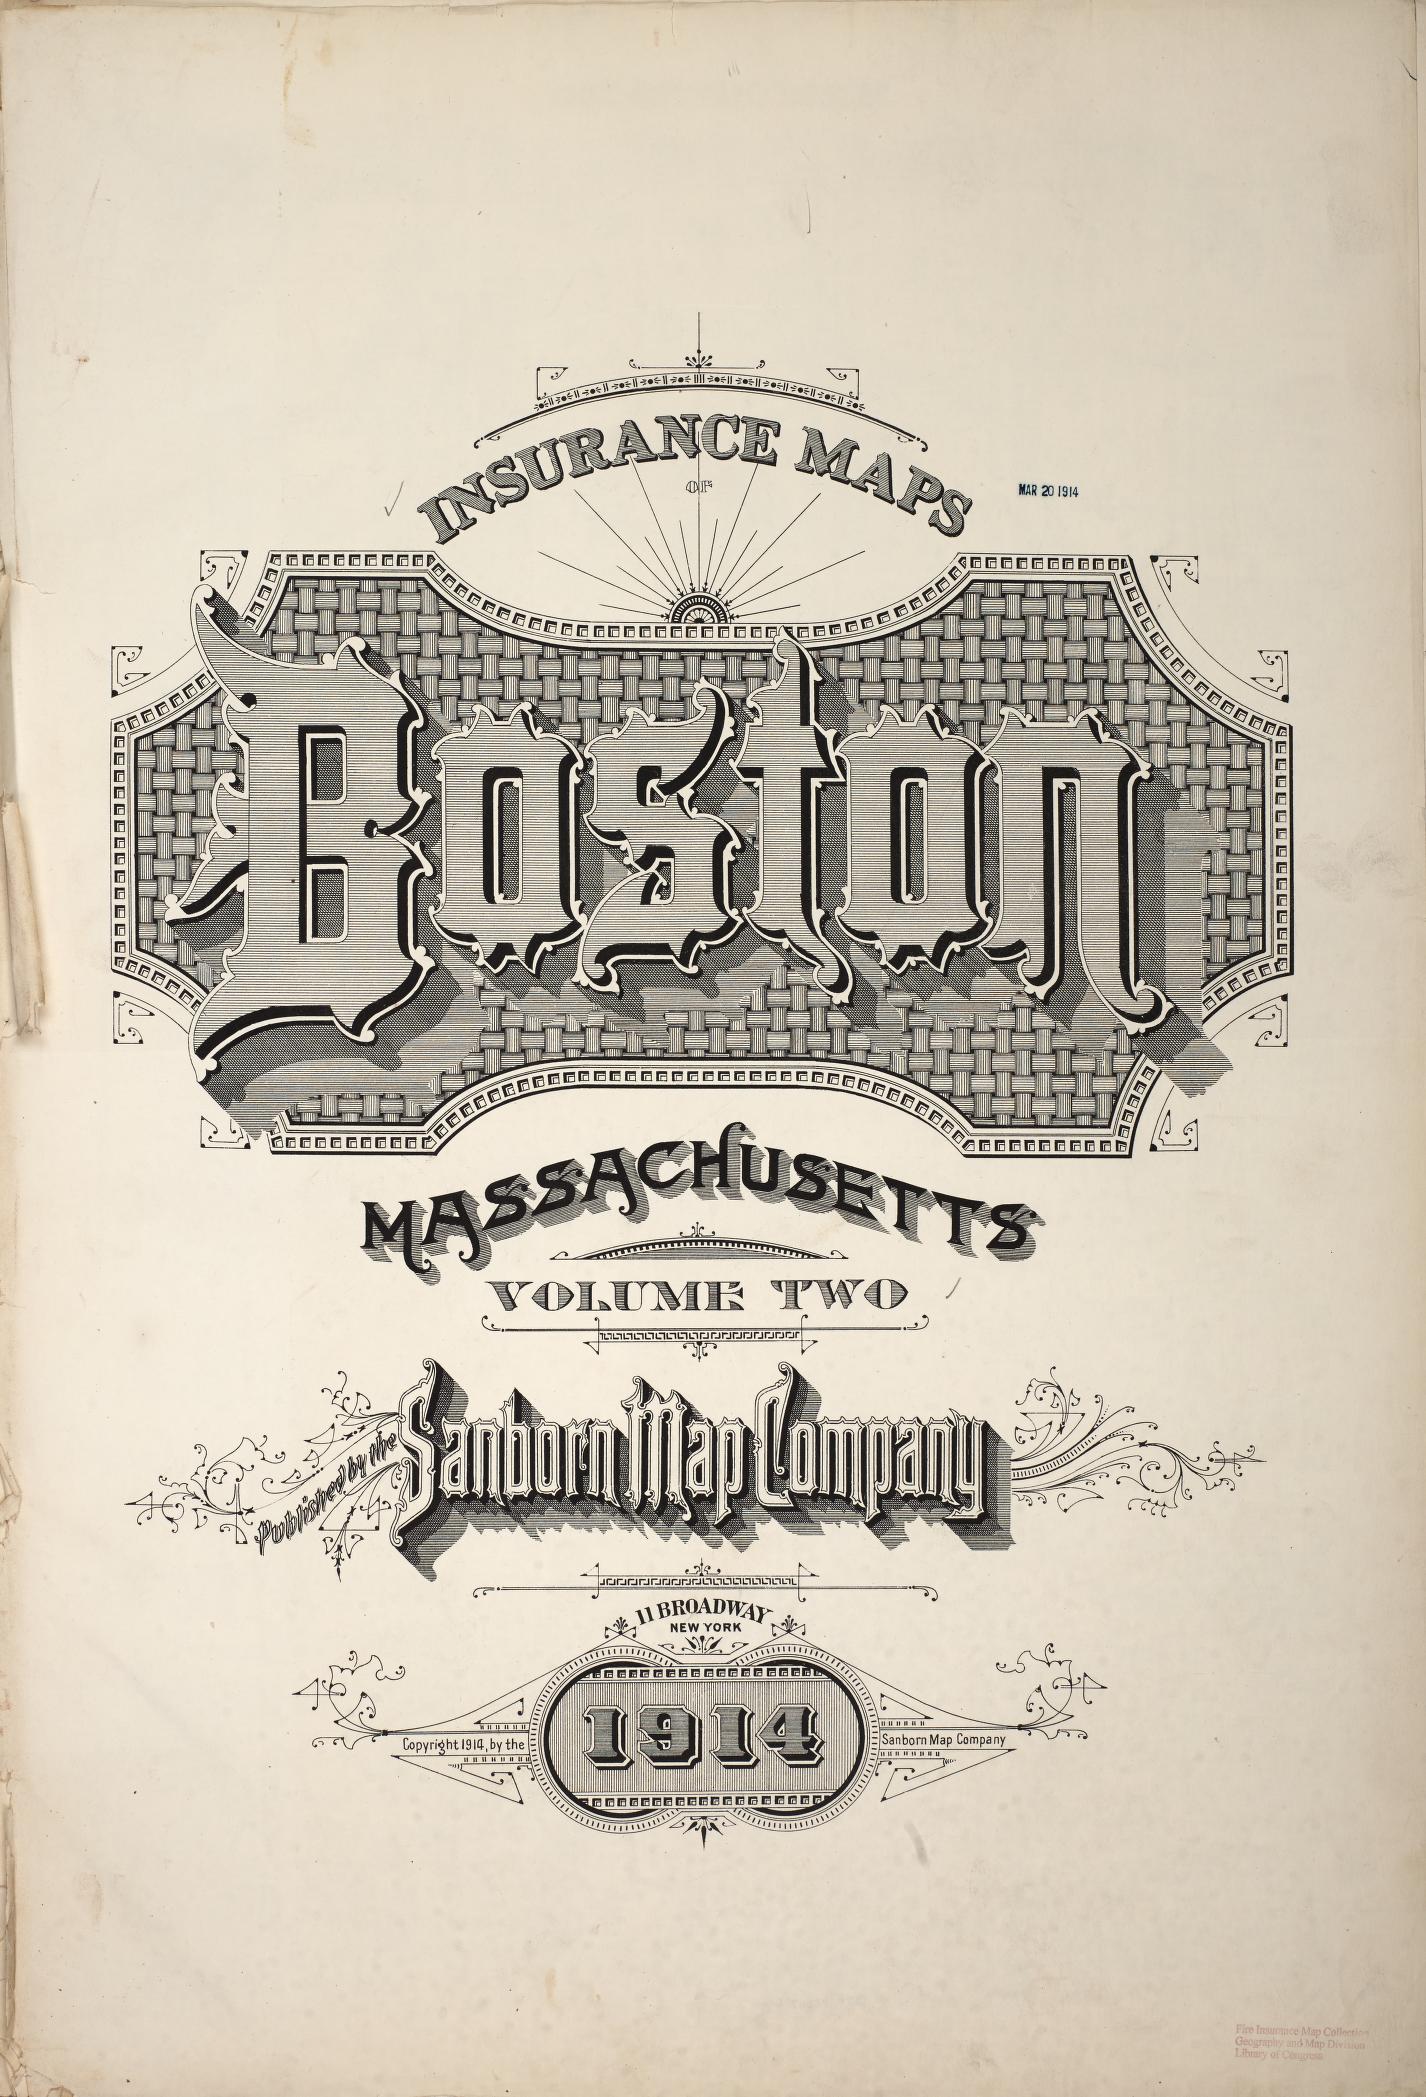 INSURANCE MAPS
OF
MAR 20 1914
Boston
MASSACHUSETTS
VOLUME TWO
Published by the Sanborn Map Company
11 BROADWAY
NEW YORK
1914
Copyright 1914, by the Sanborn Map Company
Fire Insurance Map Collection
Geography and Map Division
Library of Congress